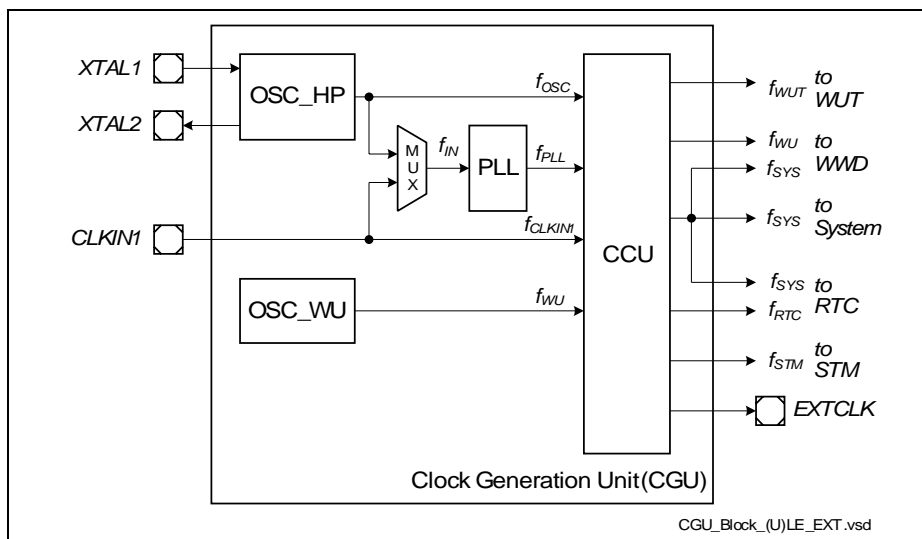 XTAL1
XTAL2
CLKIN1
OSC_HP
OSC_WU
MUX
f_IN
PLL
f_PLL
f_OSC
f_CLKIN1
f_WU
CCU
f_WUT to WUT
f_WU to WWD
f_SYS
f_SYS to System
f_SYS to RTC
f_RTC
f_STM to STM
EXTCLK
Clock Generation Unit (CGU)
CGU_Block_(U)LE_EXT.vsd